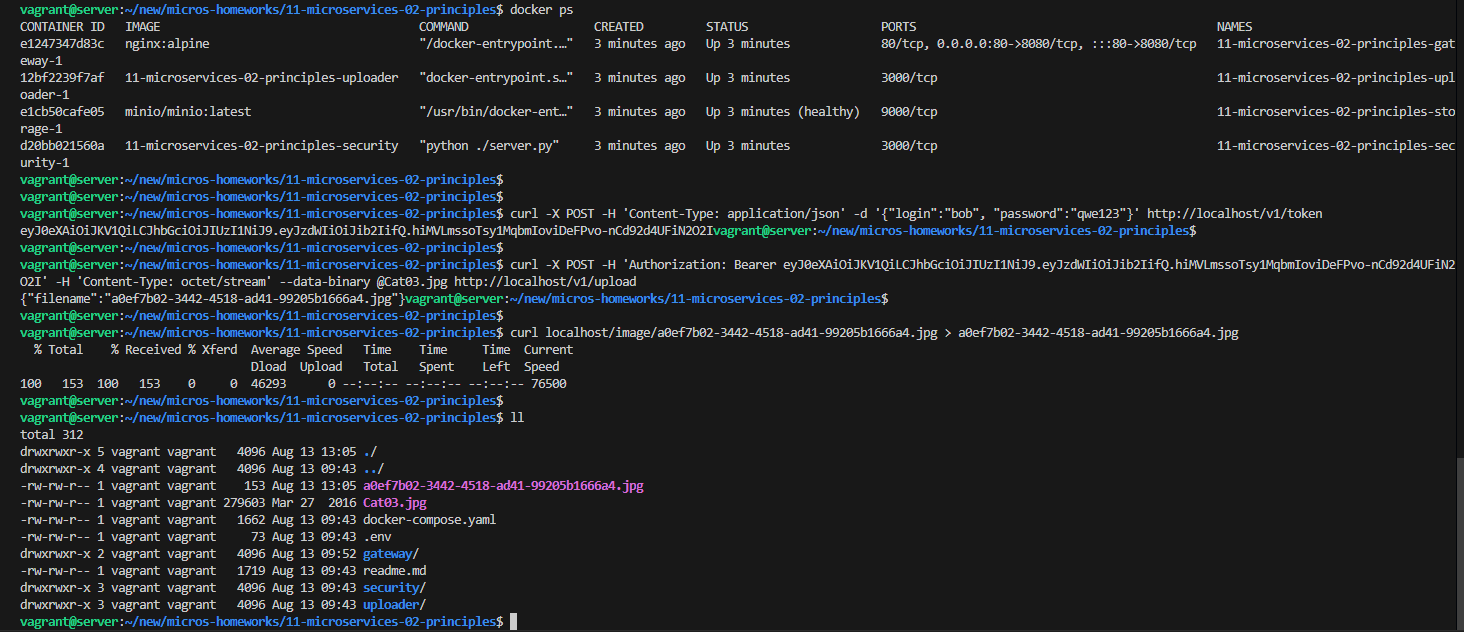 vagrant@server:~/new/micros-homeworks/11-microservices-02-principles$ docker ps
CONTAINER ID   IMAGE                                    COMMAND                  CREATED         STATUS                   PORTS                                             NAMES
e1247347d83c   nginx:alpine                             "/docker-entrypoint.…"   3 minutes ago   Up 3 minutes             80/tcp, 0.0.0.0:80->8080/tcp, :::80->8080/tcp   11-microservices-02-principles-gat
eway-1
12bf2239f7af   11-microservices-02-principles-uploader   "docker-entrypoint.s…"   3 minutes ago   Up 3 minutes             3000/tcp                                          11-microservices-02-principles-upl
oader-1
e1cb50cafe05   minio/minio:latest                       "/usr/bin/docker-ent…"   3 minutes ago   Up 3 minutes (healthy)   9000/tcp                                          11-microservices-02-principles-sto
rage-1
d20bb021560a   11-microservices-02-principles-security   "python ./server.py"     3 minutes ago   Up 3 minutes             3000/tcp                                          11-microservices-02-principles-sec
urity-1
vagrant@server:~/new/micros-homeworks/11-microservices-02-principles$
vagrant@server:~/new/micros-homeworks/11-microservices-02-principles$
vagrant@server:~/new/micros-homeworks/11-microservices-02-principles$ curl -X POST -H 'Content-Type: application/json' -d '{"login":"bob", "password":"qwe123"}' http://localhost/v1/token
eyJ0eXAiOiJKV1QiLCJhbGciOiJIUzI1NiJ9.eyJzdWIiOiJib2IifQ.hiMVLmssoTsy1MqbmIoviDeFPvo-nCd92d4UFiN2O2Ivagrant@server:~/new/micros-homeworks/11-microservices-02-principles$
vagrant@server:~/new/micros-homeworks/11-microservices-02-principles$
vagrant@server:~/new/micros-homeworks/11-microservices-02-principles$ curl -X POST -H 'Authorization: Bearer eyJ0eXAiOiJKV1QiLCJhbGciOiJIUzI1NiJ9.eyJzdWIiOiJib2IifQ.hiMVLmssoTsy1MqbmIoviDeFPvo-nCd92d4UFiN2
O2I' -H 'Content-Type: octet/stream' --data-binary @Cat03.jpg http://localhost/v1/upload
{"filename":"a0ef7b02-3442-4518-ad41-99205b1666a4.jpg"}vagrant@server:~/new/micros-homeworks/11-microservices-02-principles$
vagrant@server:~/new/micros-homeworks/11-microservices-02-principles$
vagrant@server:~/new/micros-homeworks/11-microservices-02-principles$ curl localhost/image/a0ef7b02-3442-4518-ad41-99205b1666a4.jpg > a0ef7b02-3442-4518-ad41-99205b1666a4.jpg
  % Total    % Received % Xferd  Average Speed   Time    Time     Time  Current
                                 Dload  Upload   Total   Spent    Left  Speed
100   153  100   153    0     0  46293      0 --:--:-- --:--:-- --:--:-- 76500
vagrant@server:~/new/micros-homeworks/11-microservices-02-principles$
vagrant@server:~/new/micros-homeworks/11-microservices-02-principles$ ll
total 312
drwxrwxr-x 5 vagrant vagrant   4096 Aug 13 13:05 ./
drwxrwxr-x 4 vagrant vagrant   4096 Aug 13 09:43 ../
-rw-rw-r-- 1 vagrant vagrant    153 Aug 13 13:05 a0ef7b02-3442-4518-ad41-99205b1666a4.jpg
-rw-rw-r-- 1 vagrant vagrant 279603 Mar 27  2016 Cat03.jpg
-rw-rw-r-- 1 vagrant vagrant   1662 Aug 13 09:43 docker-compose.yaml
-rw-rw-r-- 1 vagrant vagrant     73 Aug 13 09:43 .env
drwxrwxr-x 2 vagrant vagrant   4096 Aug 13 09:52 gateway/
-rw-rw-r-- 1 vagrant vagrant   1719 Aug 13 09:43 readme.md
drwxrwxr-x 3 vagrant vagrant   4096 Aug 13 09:43 security/
drwxrwxr-x 3 vagrant vagrant   4096 Aug 13 09:43 uploader/
vagrant@server:~/new/micros-homeworks/11-microservices-02-principles$